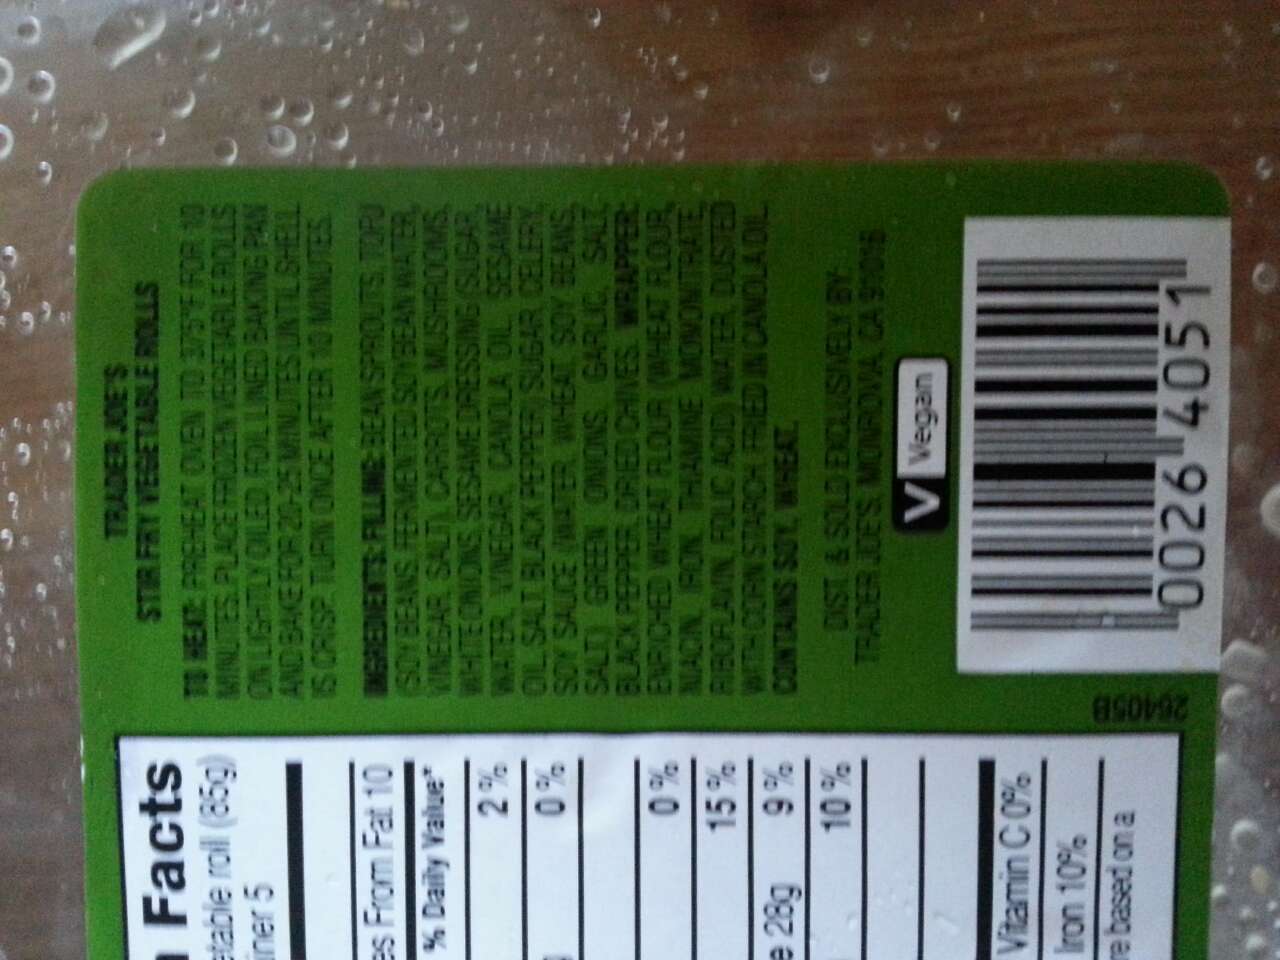 TRADER JOE'S
STIR FRY VEGETABLE ROLLS
TO HEAT: PREHEAT OVEN TO 375°F FOR 10
MINUTES. PLACE FROZEN VEGETABLE ROLLS
ON LIGHTLY OILED, FOIL LINED BAKING PAN
AND BAKE FOR 20-25 MINUTES UNTIL SHELL
IS CRISP. TURN ONCE AFTER 10 MINUTES.
INGREDIENTS: FILLING: BEAN SPROUTS, TOFU
(SOY BEANS, FERMENTED SOYBEAN WATER,
VINEGAR, SALT), CARROTS, MUSHROOMS,
WHITE ONIONS, SESAME DRESSING (SUGAR,
WATER, VINEGAR, CANOLA OIL, SESAME
OIL, SALT, BLACK PEPPER), SUGAR, CELERY,
SOY SAUCE (WATER, WHEAT, SOY BEANS,
SALT), GREEN ONIONS, GARLIC, SALT,
BLACK PEPPER, DRIED CHIVES. WRAPPER:
ENRICHED WHEAT FLOUR (WHEAT FLOUR,
NIACIN, IRON, THIAMINE MONONITRATE,
RIBOFLAVIN, FOLIC ACID), WATER, DUSTED
WITH CORN STARCH, FRIED IN CANOLA OIL.
CONTAINS SOY, WHEAT.
DIST. & SOLD EXCLUSIVELY BY:
TRADER JOE'S, MONROVIA, CA 91016
V Vegan
0026 4051
26405B
Facts
etable roll (85g)
iner 5
es From Fat 10
% Daily Value*
2%
0%
0%
15%
e 28g 9%
10%
Vitamin C 0%
Iron 10%
re based on a